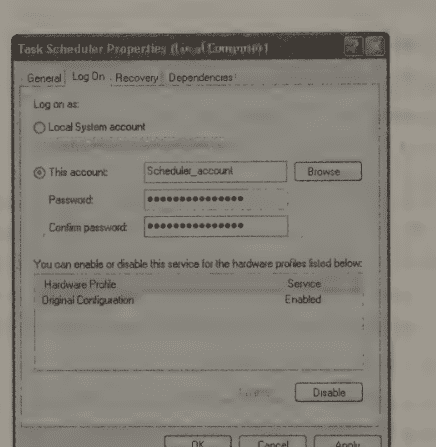 Task Scheduler Properties (Local Computer)
General Log On Recovery Dependencies
Log on as:
Local System account
This account: Scheduler_account Browse...
Password: ●●●●●●●●●●●●●●●
Confirm password: ●●●●●●●●●●●●●●●
You can enable or disable this service for the hardware profiles listed below:
Hardware Profile Service
Original Configuration Enabled
Disable
OK Cancel Apply